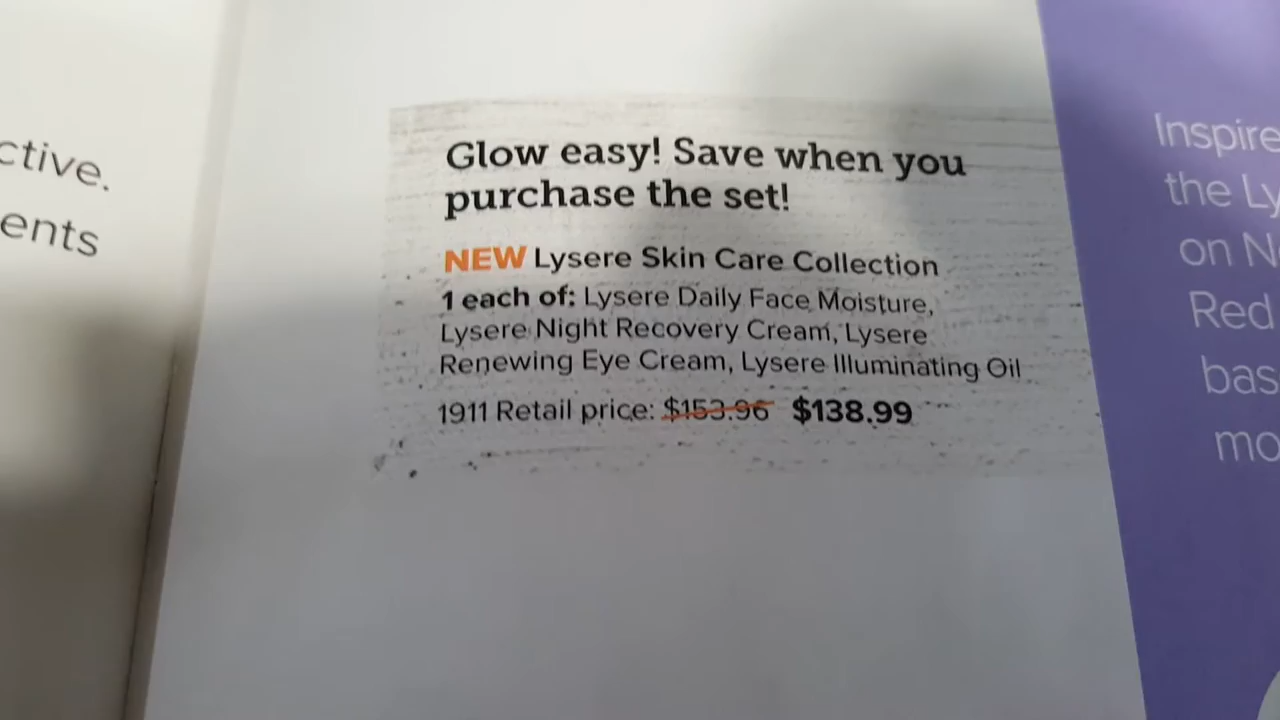 ctive.
ents
Glow easy! Save when you
purchase the set!
NEW Lysere Skin Care Collection
1 each of: Lysere Daily Face Moisture,
Lysere Night Recovery Cream, Lysere
Renewing Eye Cream, Lysere Illuminating Oil
1911 Retail price: $153.96 $138.99
Inspire
the Ly
on N
Red
bas
mo